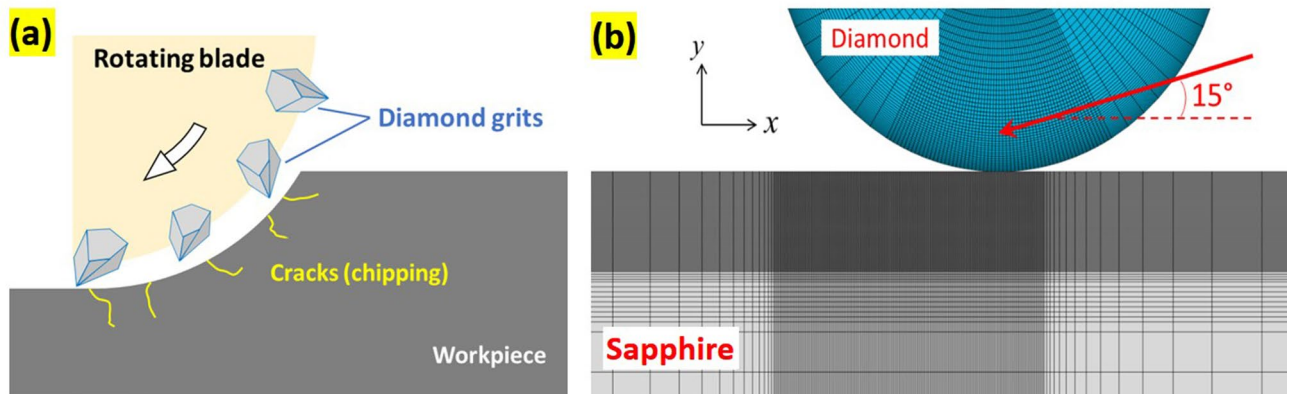 (a)
Rotating blade
Diamond grits
Cracks (chipping)
Workpiece
(b)
Diamond
y
x
15°
Sapphire